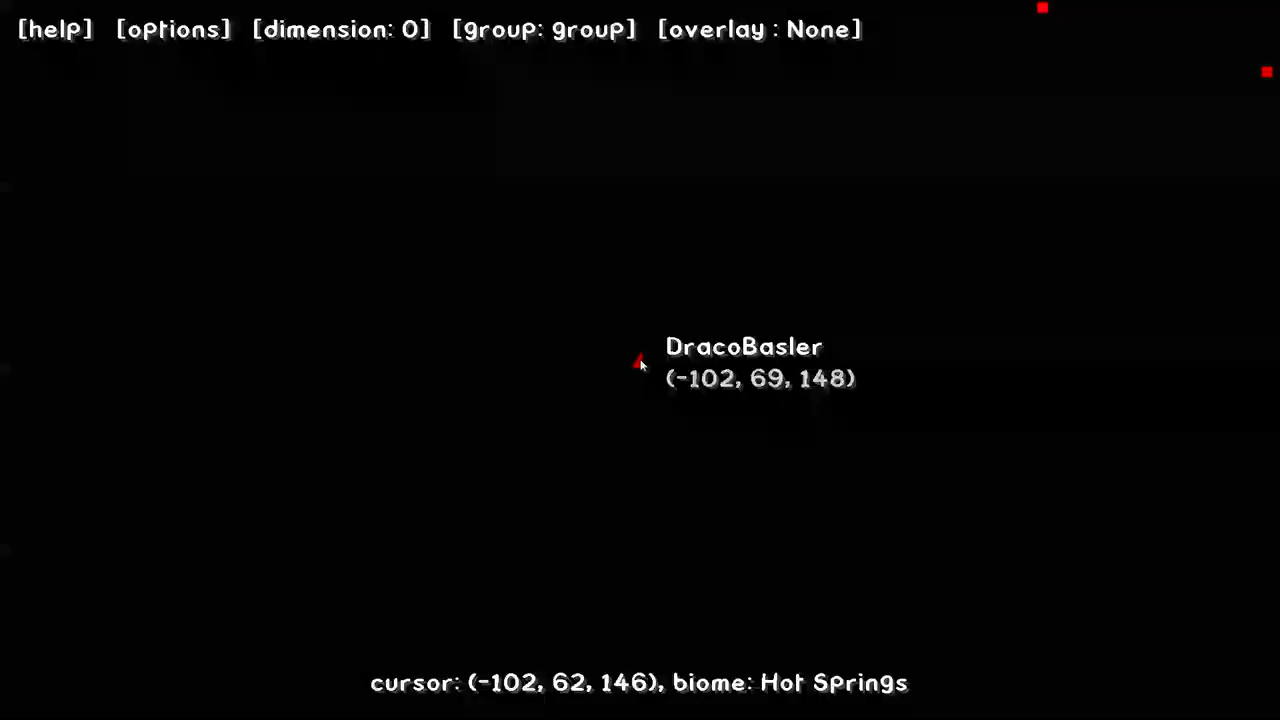 [help] [options] [dimension: 0] [group: group] [overlay : None]
DracoBasler
(-102, 69, 148)
cursor: (-102, 62, 146), biome: Hot Springs